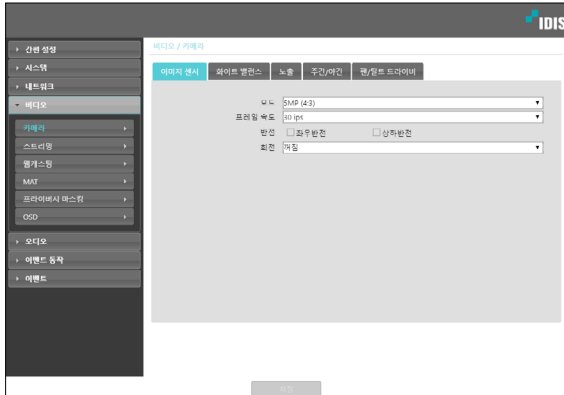 IDIS
간편 설정
시스템
네트워크
비디오
카메라
스트리밍
웹캐스팅
MAT
프라이버시 마스킹
OSD
오디오
이벤트 동작
이벤트
비디오 / 카메라
이미지 센서 화이트 밸런스 노출 주간/야간 팬/틸트 드라이버
모드 5MP (4:3)
프레임 속도 30 ips
반전 좌우반전 상하반전
회전 꺼짐
저장